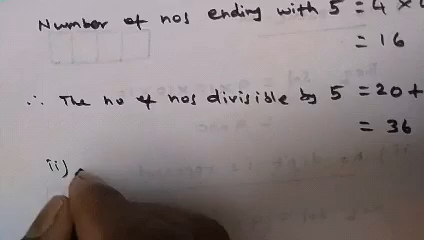 Number of nos ending with 5 = 4 ×
= 16
∴ The no of nos divisible by 5 = 20 +
= 36
ii)